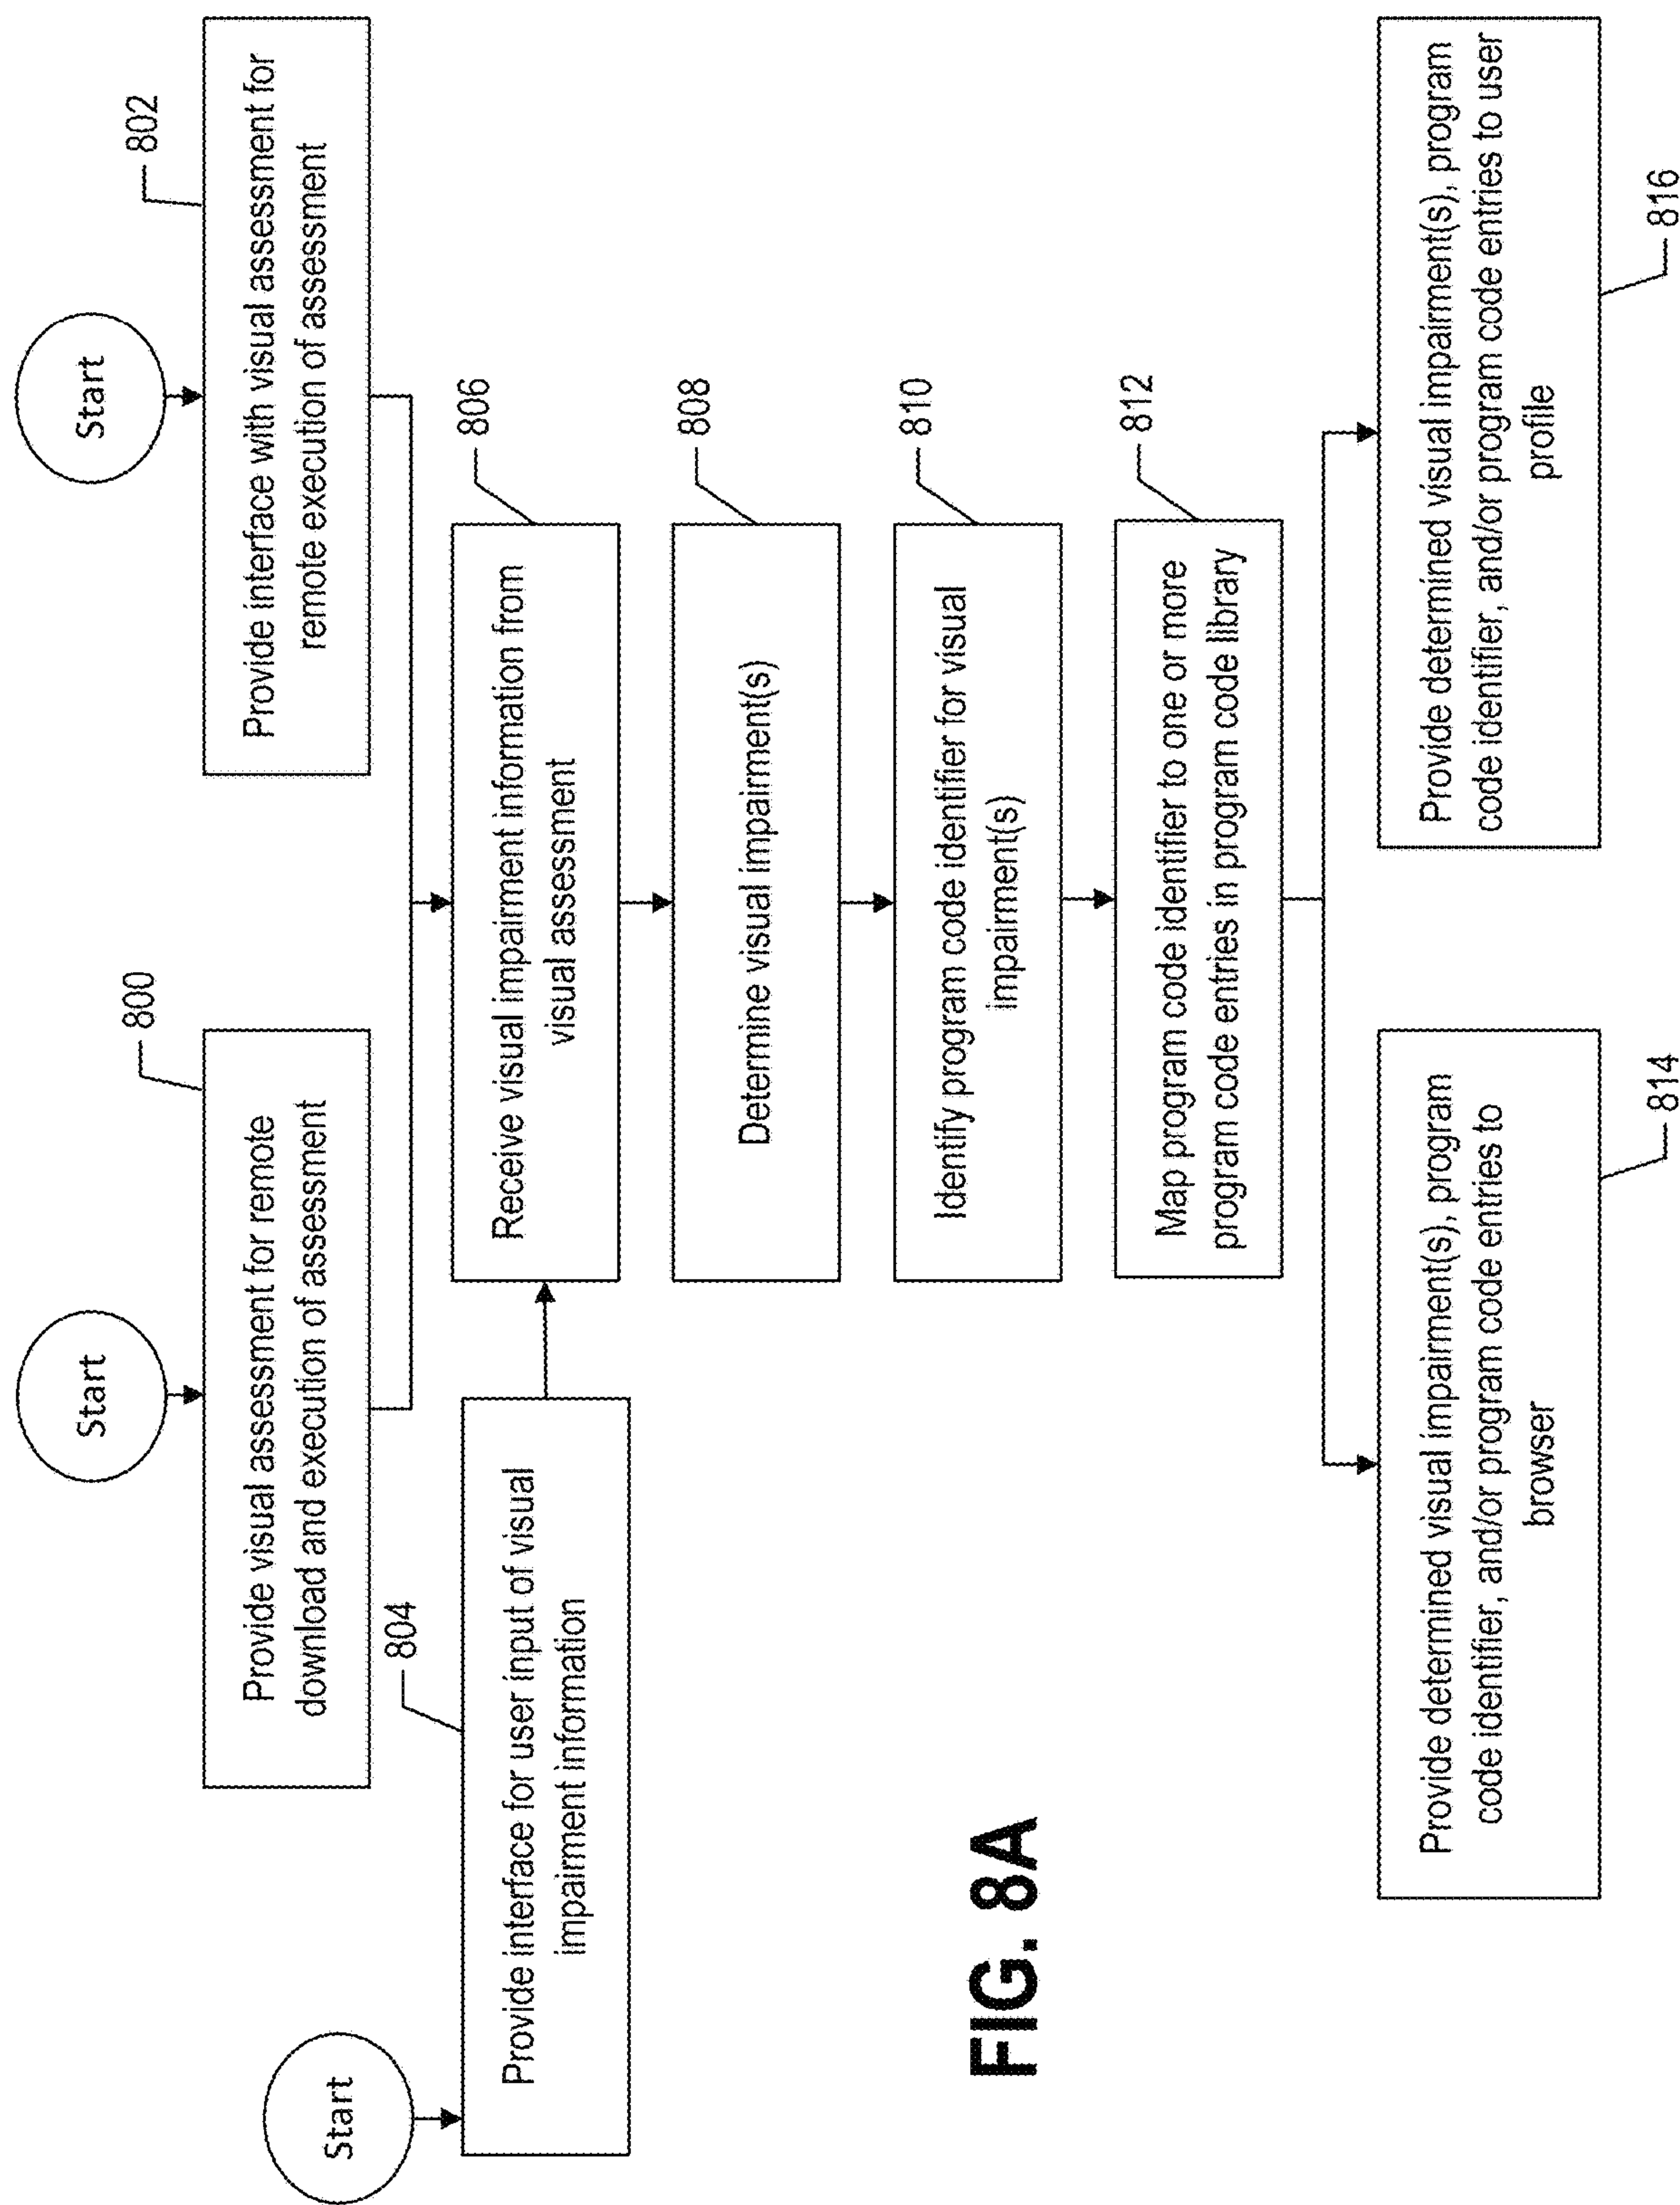 Start
Start
800
802
Provide visual assessment for remote
download and execution of assessment
Provide interface with visual assessment for
remote execution of assessment
Start
804
Provide interface for user input of visual
impairment information
806
Receive visual impairment information from
visual assessment
808
Determine visual impairment(s)
810
Identify program code identifier for visual
impairment(s)
812
Map program code identifier to one or more
program code entries in program code library
Provide determined visual impairment(s), program
code identifier, and/or program code entries to
browser
814
Provide determined visual impairment(s), program
code identifier, and/or program code entries to user
profile
816
FIG. 8A